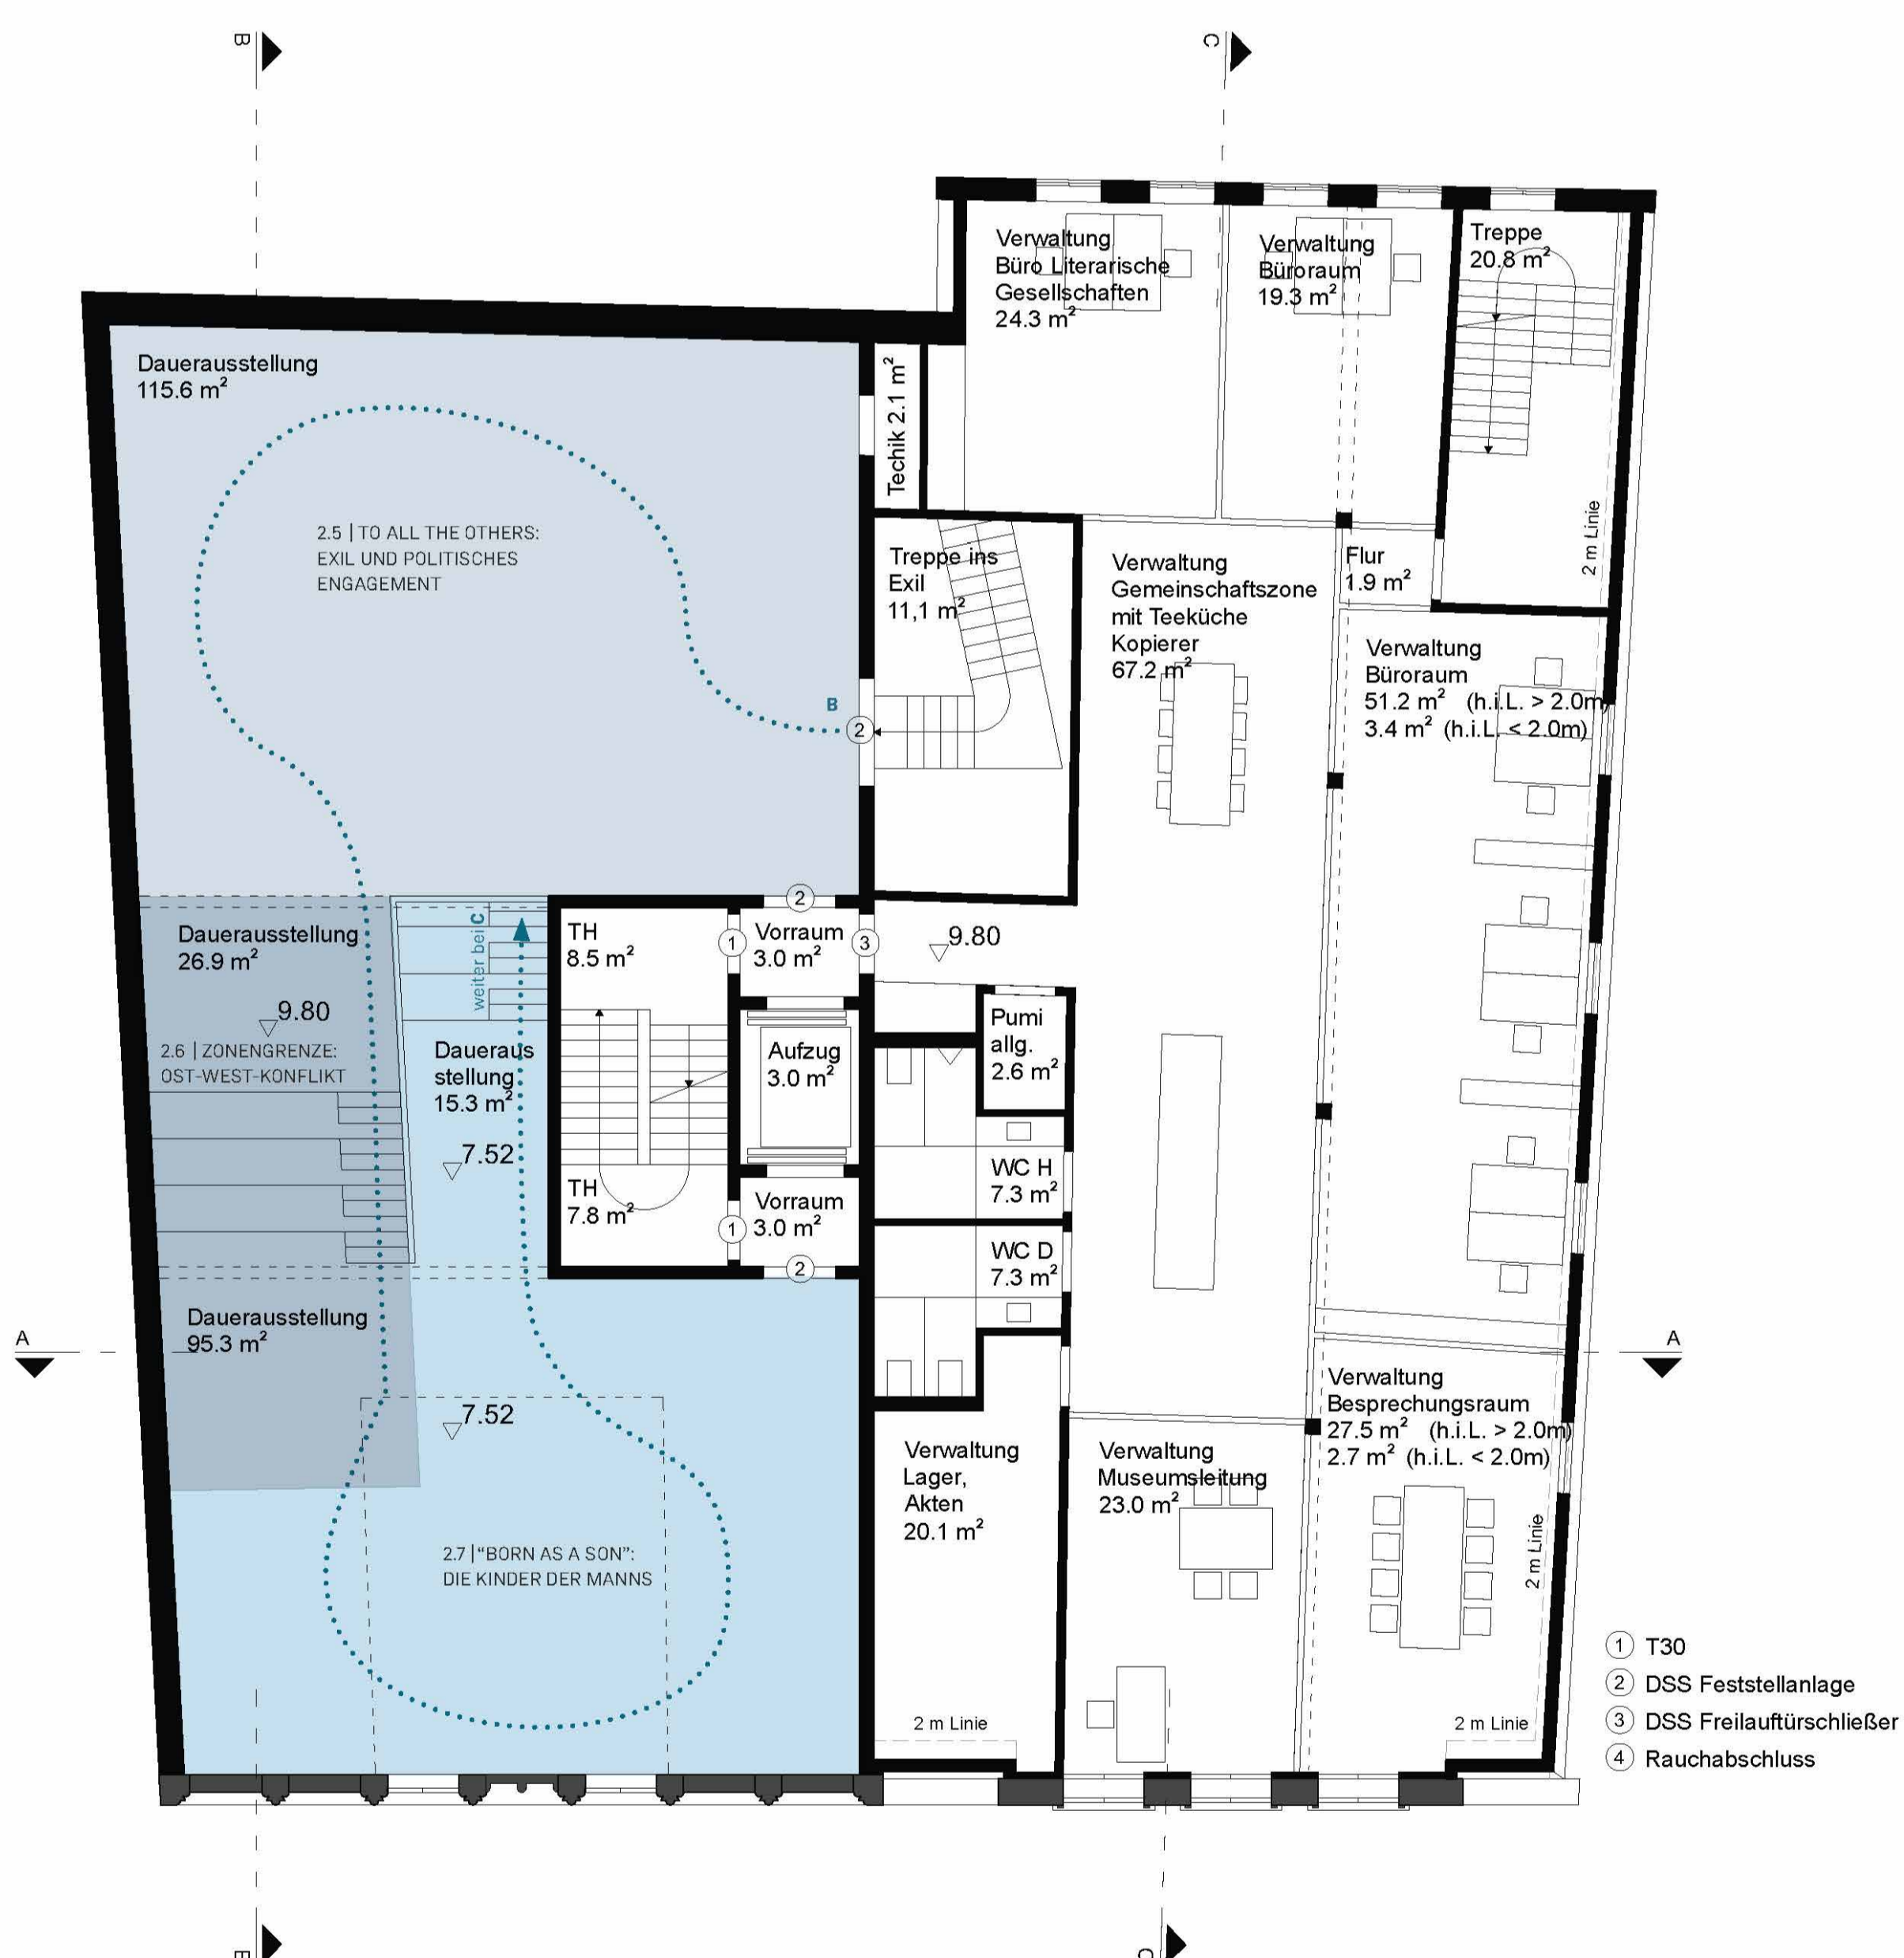 B
C
Verwaltung
Büro Literarische
Gesellschaften
24.3 m²
Verwaltung
Büroraum
19.3 m²
Treppe
20.8 m²
Dauerausstellung
115.6 m²
Techik 2.1 m²
2.5 | TO ALL THE OTHERS:
EXIL UND POLITISCHES
ENGAGEMENT
Treppe ins
Exil
11,1 m²
Verwaltung
Gemeinschaftszone
mit Teeküche
Kopierer
67.2 m²
Flur
1.9 m²
2 m Linie
Verwaltung
Büroraum
51.2 m² (h.i.L. > 2.0m)
3.4 m² (h.i.L. < 2.0m)
B
2
2
Dauerausstellung
26.9 m²
9.80
2.6 | ZONENGRENZE:
OST-WEST-KONFLIKT
weiter bei C
Daueraus
stellung
15.3 m²
7.52
TH
8.5 m²
1
Vorraum
3.0 m²
3
9.80
Aufzug
3.0 m²
Pumi
allg.
2.6 m²
TH
7.8 m²
1
Vorraum
3.0 m²
2
WC H
7.3 m²
WC D
7.3 m²
A
Dauerausstellung
95.3 m²
A
7.52
Verwaltung
Besprechungsraum
27.5 m² (h.i.L. > 2.0m)
2.7 m² (h.i.L. < 2.0m)
Verwaltung
Lager,
Akten
20.1 m²
Verwaltung
Museumsleitung
23.0 m²
2.7 | “BORN AS A SON”:
DIE KINDER DER MANNS
2 m Linie
2 m Linie
2 m Linie
1 T30
2 DSS Feststellanlage
3 DSS Freilauftürschließer
4 Rauchabschluss
B
C